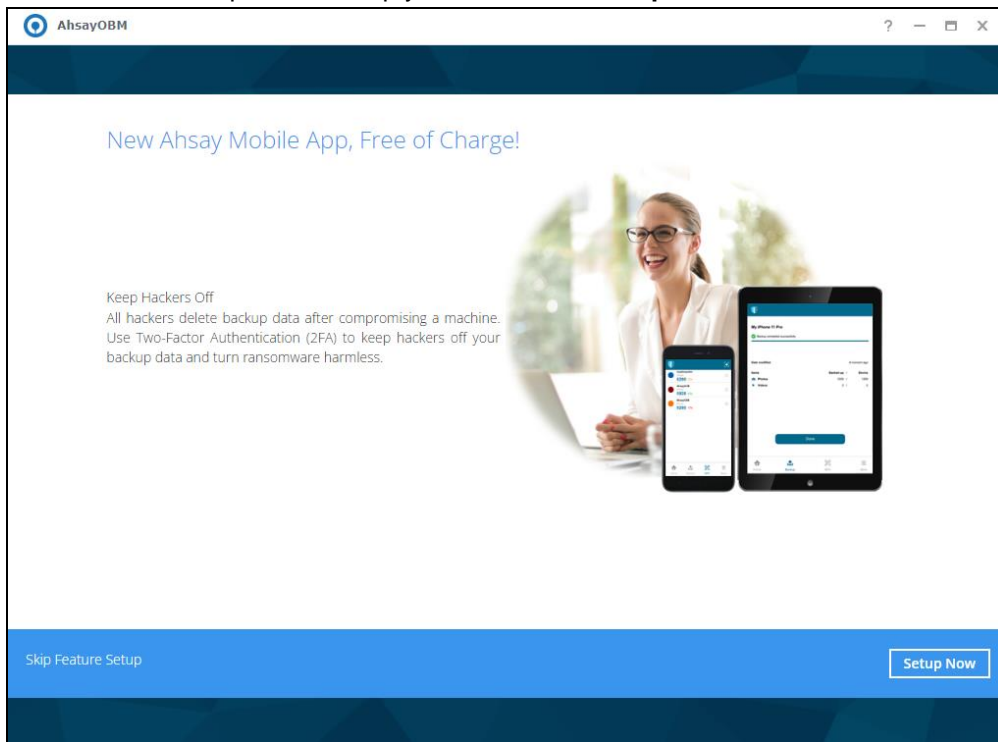 AhsayOBM
New Ahsay Mobile App, Free of Charge!
Keep Hackers Off
All hackers delete backup data after compromising a machine.
Use Two-Factor Authentication (2FA) to keep hackers off your
backup data and turn ransomware harmless.
My iPhone 11 Pro
Skip Feature Setup
Setup Now